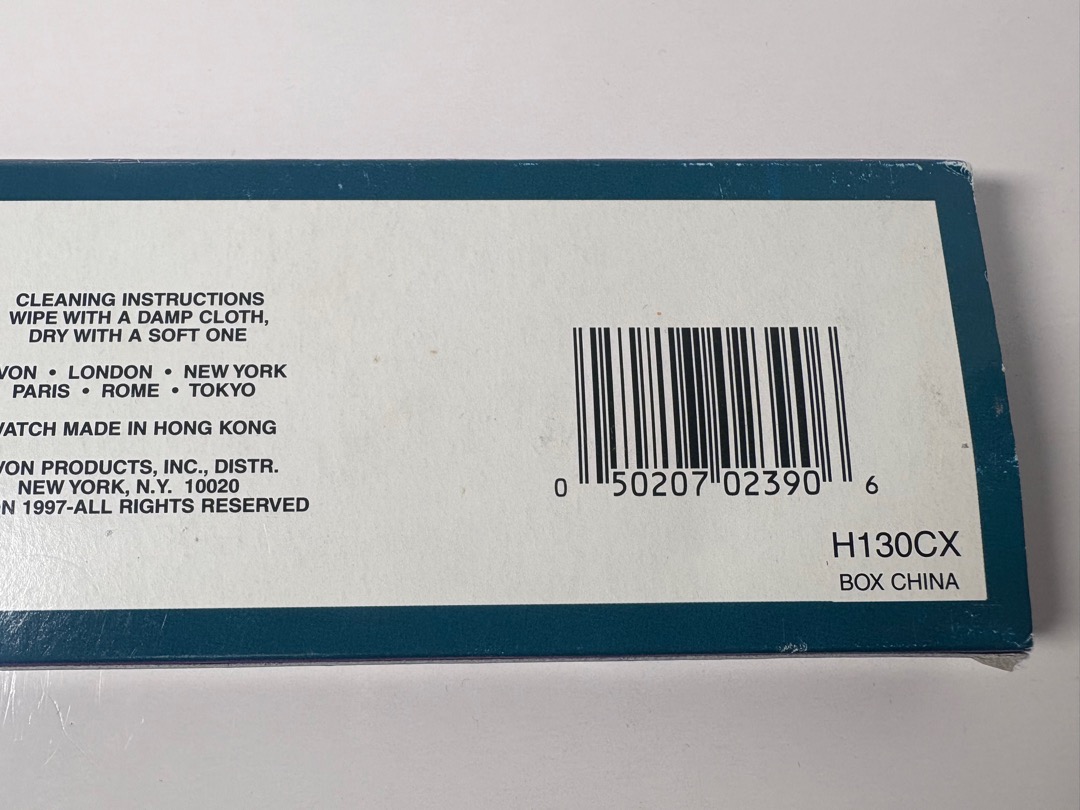 CLEANING INSTRUCTIONS
WIPE WITH A DAMP CLOTH,
DRY WITH A SOFT ONE
VON • LONDON • NEW YORK
PARIS • ROME • TOKYO
WATCH MADE IN HONG KONG
VON PRODUCTS, INC., DISTR.
NEW YORK, N.Y. 10020
N 1997-ALL RIGHTS RESERVED
0 50207 02390 6
H130CX
BOX CHINA